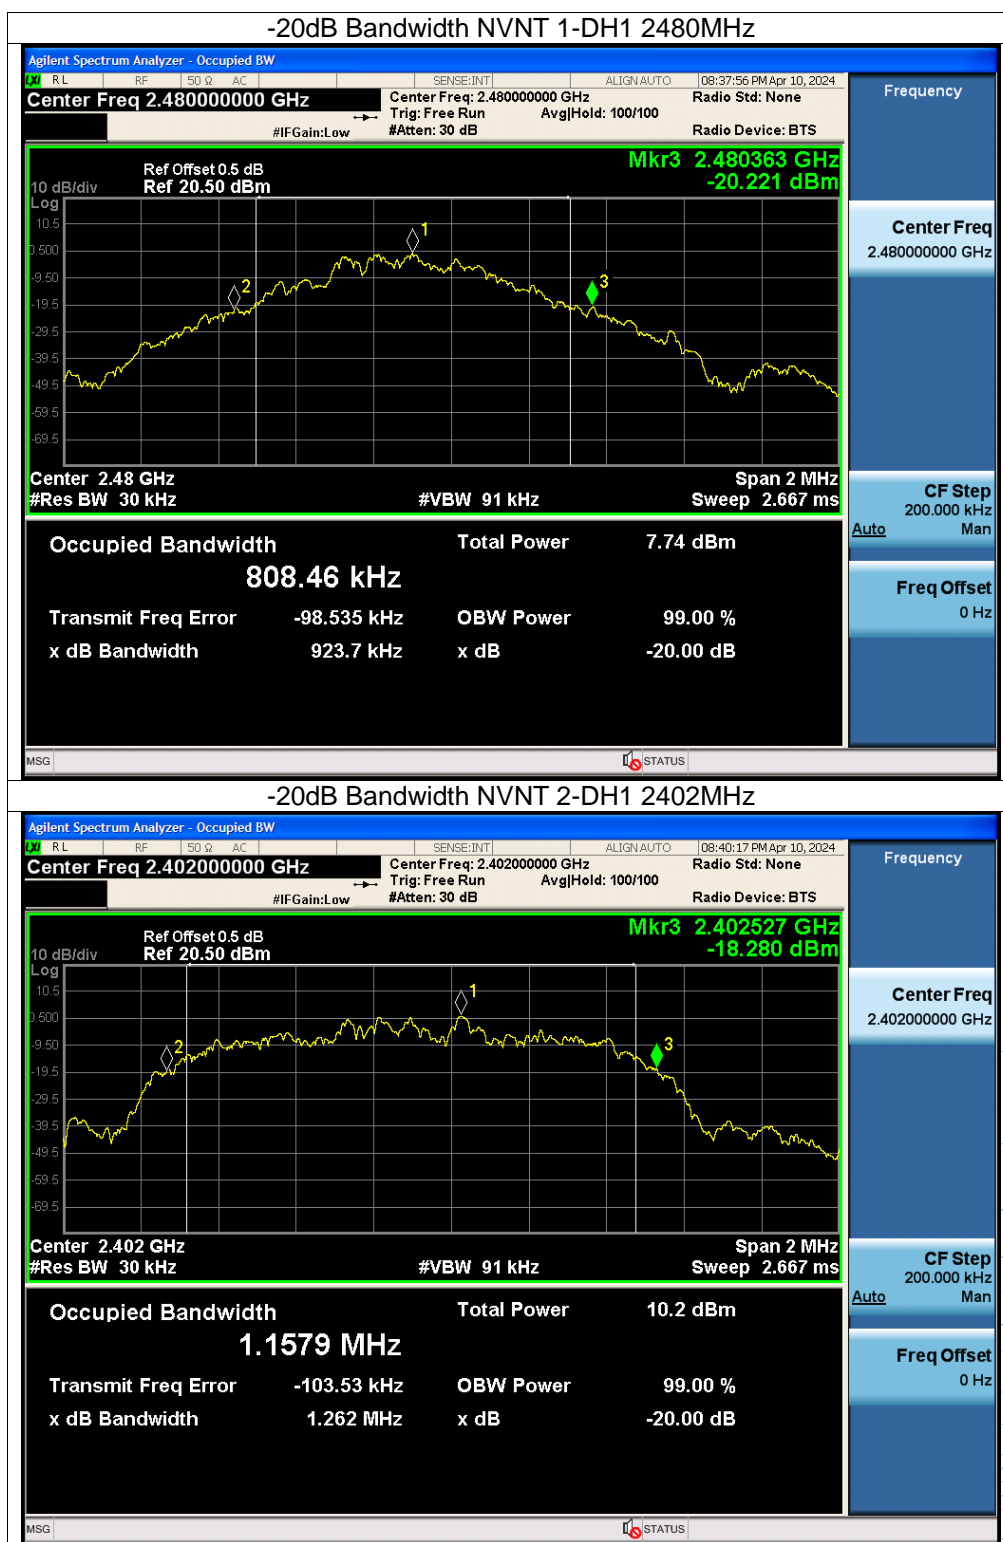 -20dB Bandwidth NVNT 1-DH1 2480MHz
Agilent Spectrum Analyzer - Occupied BW
LXI RL RF 50 Ω AC SENSE:INT ALIGN AUTO 08:37:56 PM Apr 10, 2024
Center Freq 2.480000000 GHz Center Freq: 2.480000000 GHz Radio Std: None Frequency
Trig: Free Run Avg|Hold: 100/100
#IFGain:Low #Atten: 30 dB Radio Device: BTS
Mkr3 2.480363 GHz
Ref Offset 0.5 dB -20.221 dBm
10 dB/div Ref 20.50 dBm
Log
10.5
0.500
-9.50
-19.5
-29.5
-39.5
-49.5
-59.5
-69.5
1
2
3
Center Freq
2.480000000 GHz
Center 2.48 GHz Span 2 MHz
#Res BW 30 kHz #VBW 91 kHz Sweep 2.667 ms
CF Step
200.000 kHz
Auto Man
Occupied Bandwidth Total Power 7.74 dBm
808.46 kHz
Freq Offset
0 Hz
Transmit Freq Error -98.535 kHz OBW Power 99.00 %
x dB Bandwidth 923.7 kHz x dB -20.00 dB
MSG STATUS
-20dB Bandwidth NVNT 2-DH1 2402MHz
Agilent Spectrum Analyzer - Occupied BW
LXI RL RF 50 Ω AC SENSE:INT ALIGN AUTO 08:40:17 PM Apr 10, 2024
Center Freq 2.402000000 GHz Center Freq: 2.402000000 GHz Radio Std: None Frequency
Trig: Free Run Avg|Hold: 100/100
#IFGain:Low #Atten: 30 dB Radio Device: BTS
Mkr3 2.402527 GHz
Ref Offset 0.5 dB -18.280 dBm
10 dB/div Ref 20.50 dBm
Log
10.5
0.500
-9.50
-19.5
-29.5
-39.5
-49.5
-59.5
-69.5
1
2
3
Center Freq
2.402000000 GHz
Center 2.402 GHz Span 2 MHz
#Res BW 30 kHz #VBW 91 kHz Sweep 2.667 ms
CF Step
200.000 kHz
Auto Man
Occupied Bandwidth Total Power 10.2 dBm
1.1579 MHz
Freq Offset
0 Hz
Transmit Freq Error -103.53 kHz OBW Power 99.00 %
x dB Bandwidth 1.262 MHz x dB -20.00 dB
MSG STATUS